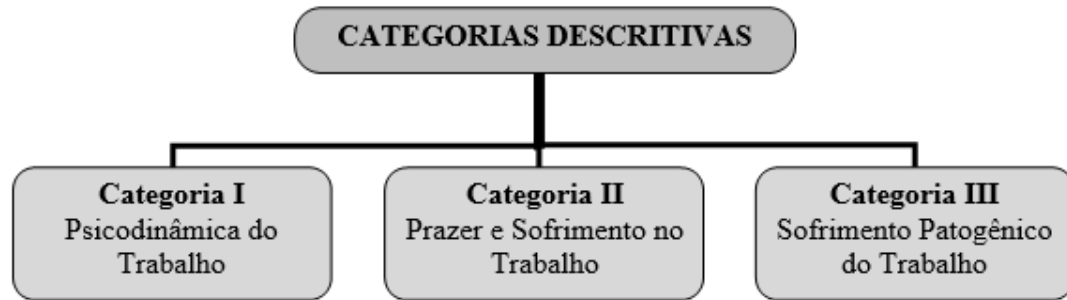 CATEGORIAS DESCRITIVAS
Categoria I
Psicodinâmica do
Trabalho
Categoria II
Prazer e Sofrimento no
Trabalho
Categoria III
Sofrimento Patogênico
do Trabalho